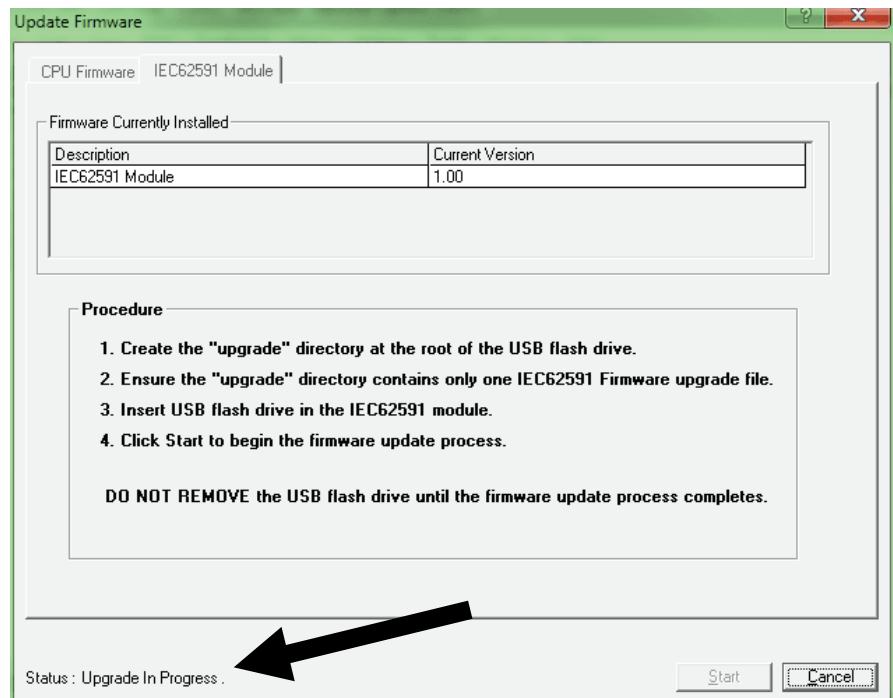 Update Firmware
?
x
CPU Firmware IEC62591 Module
Firmware Currently Installed
Description Current Version
IEC62591 Module 1.00
Procedure
1. Create the "upgrade" directory at the root of the USB flash drive.
2. Ensure the "upgrade" directory contains only one IEC62591 Firmware upgrade file.
3. Insert USB flash drive in the IEC62591 module.
4. Click Start to begin the firmware update process.
DO NOT REMOVE the USB flash drive until the firmware update process completes.
Status : Upgrade In Progress .
Start Cancel